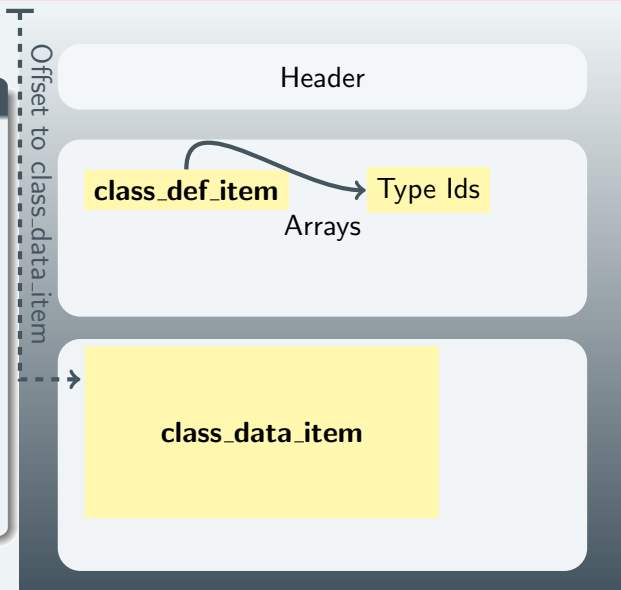 Header
Offset to class_data_item
class_def_item
Type Ids
Arrays
class_data_item